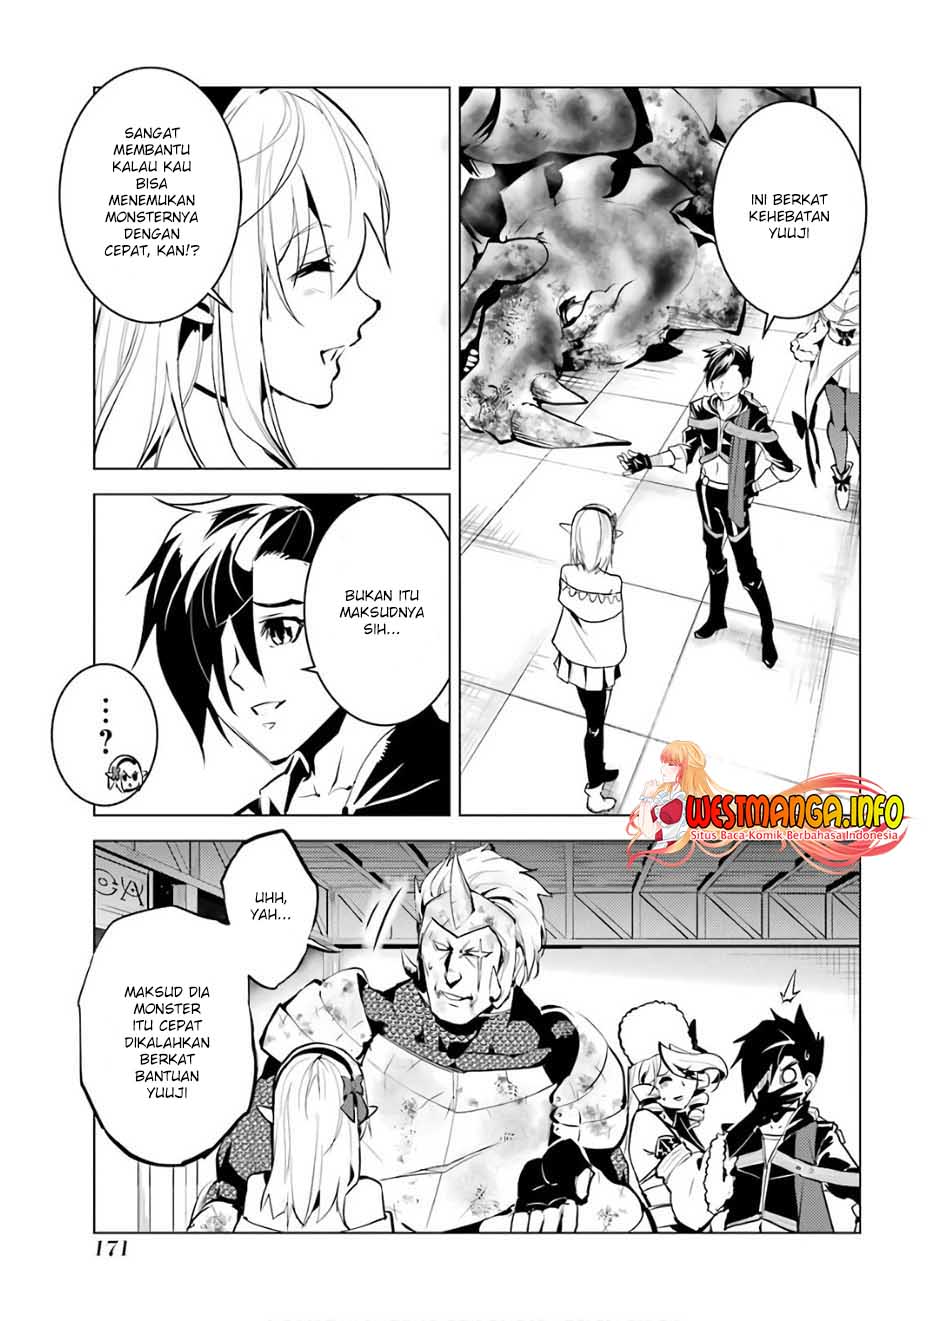 INI BERKAT
KEHEBATAN
YUUJI
SANGAT
MEMBANTU
KALAU KAU
BISA
MENEMUKAN
MONSTERNYA
DENGAN
CEPAT, KAN!?
BUKAN ITU
MAKSUDNYA
SIH...
...?
WESTMANGA.INFO
Situs Baca Komik Berbahasa Indonesia
UHH,
YAH...
MAKSUD DIA
MONSTER
ITU CEPAT
DIKALAHKAN
BERKAT
BANTUAN
YUUJI
171